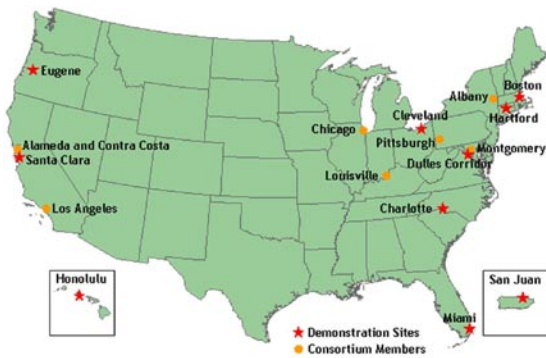 Eugene
Boston
Albany
Cleveland
Hartford
Chicago
Pittsburgh
Montgomery
Alameda and Contra Costa
Santa Clara
Dulles Corridor
Louisville
Los Angeles
Charlotte
Honolulu
San Juan
Miami
Demonstration Sites
Consortium Members